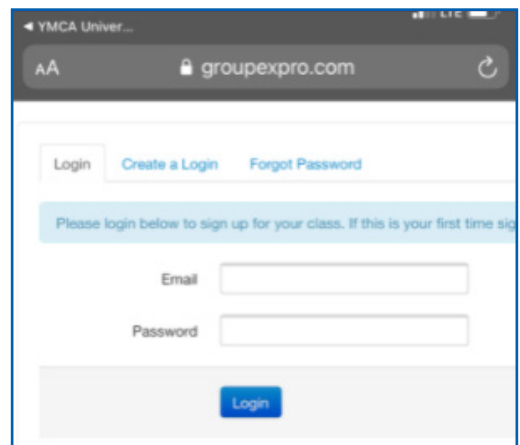 ◄ YMCA Univer...
LTE
AA groupexpro.com
Login Create a Login Forgot Password
Please login below to sign up for your class. If this is your first time sig
Email
Password
Login